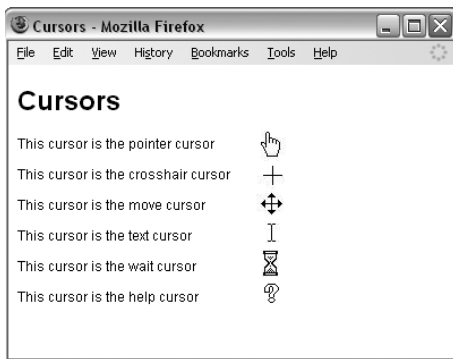 Cursors - Mozilla Firefox
File Edit View History Bookmarks Tools Help
Cursors
This cursor is the pointer cursor
This cursor is the crosshair cursor
This cursor is the move cursor
This cursor is the text cursor
This cursor is the wait cursor
This cursor is the help cursor